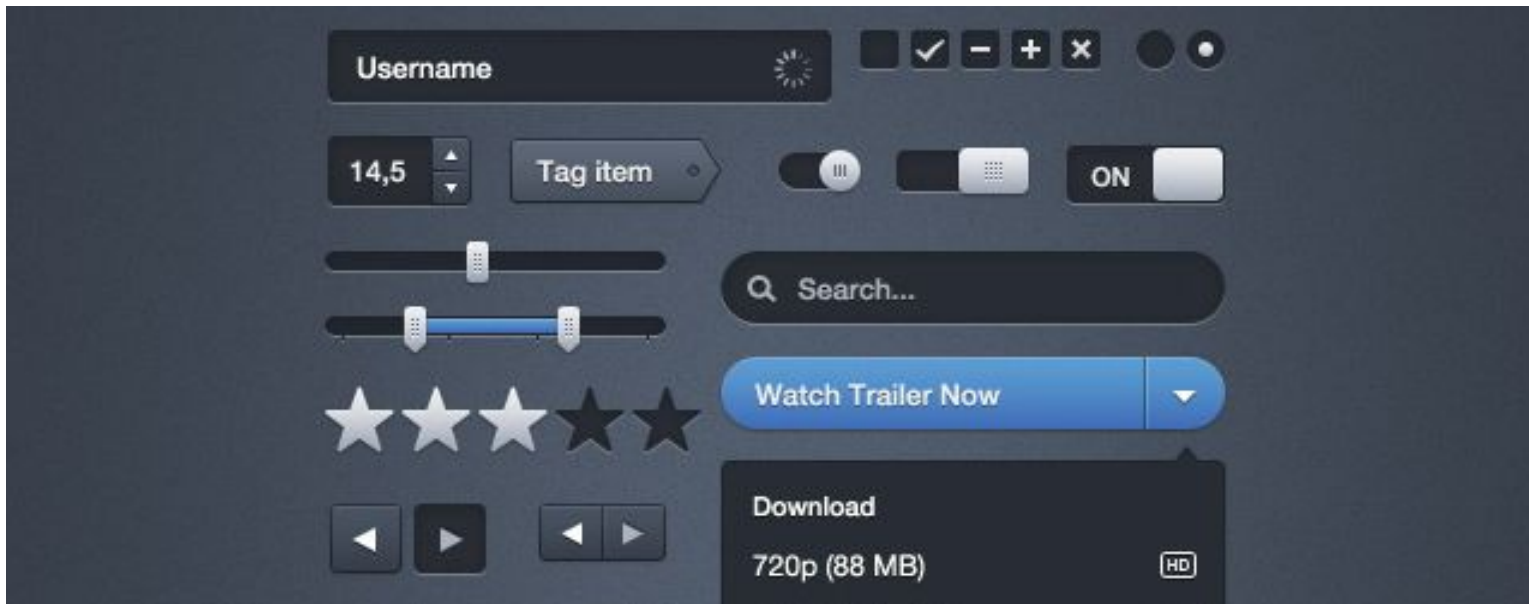 Username
14,5
Tag item
ON
Search...
Watch Trailer Now
Download
720p (88 MB)
HD